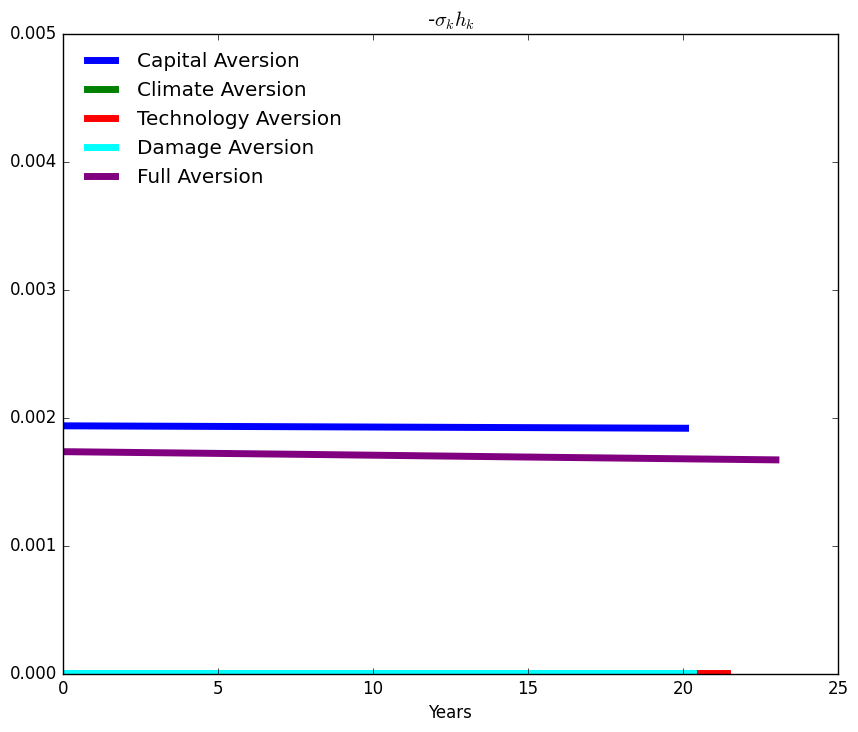 -σₖhₖ
0.005
0.004
0.003
0.002
0.001
0.000
Capital Aversion
Climate Aversion
Technology Aversion
Damage Aversion
Full Aversion
0 5 10 15 20 25
Years